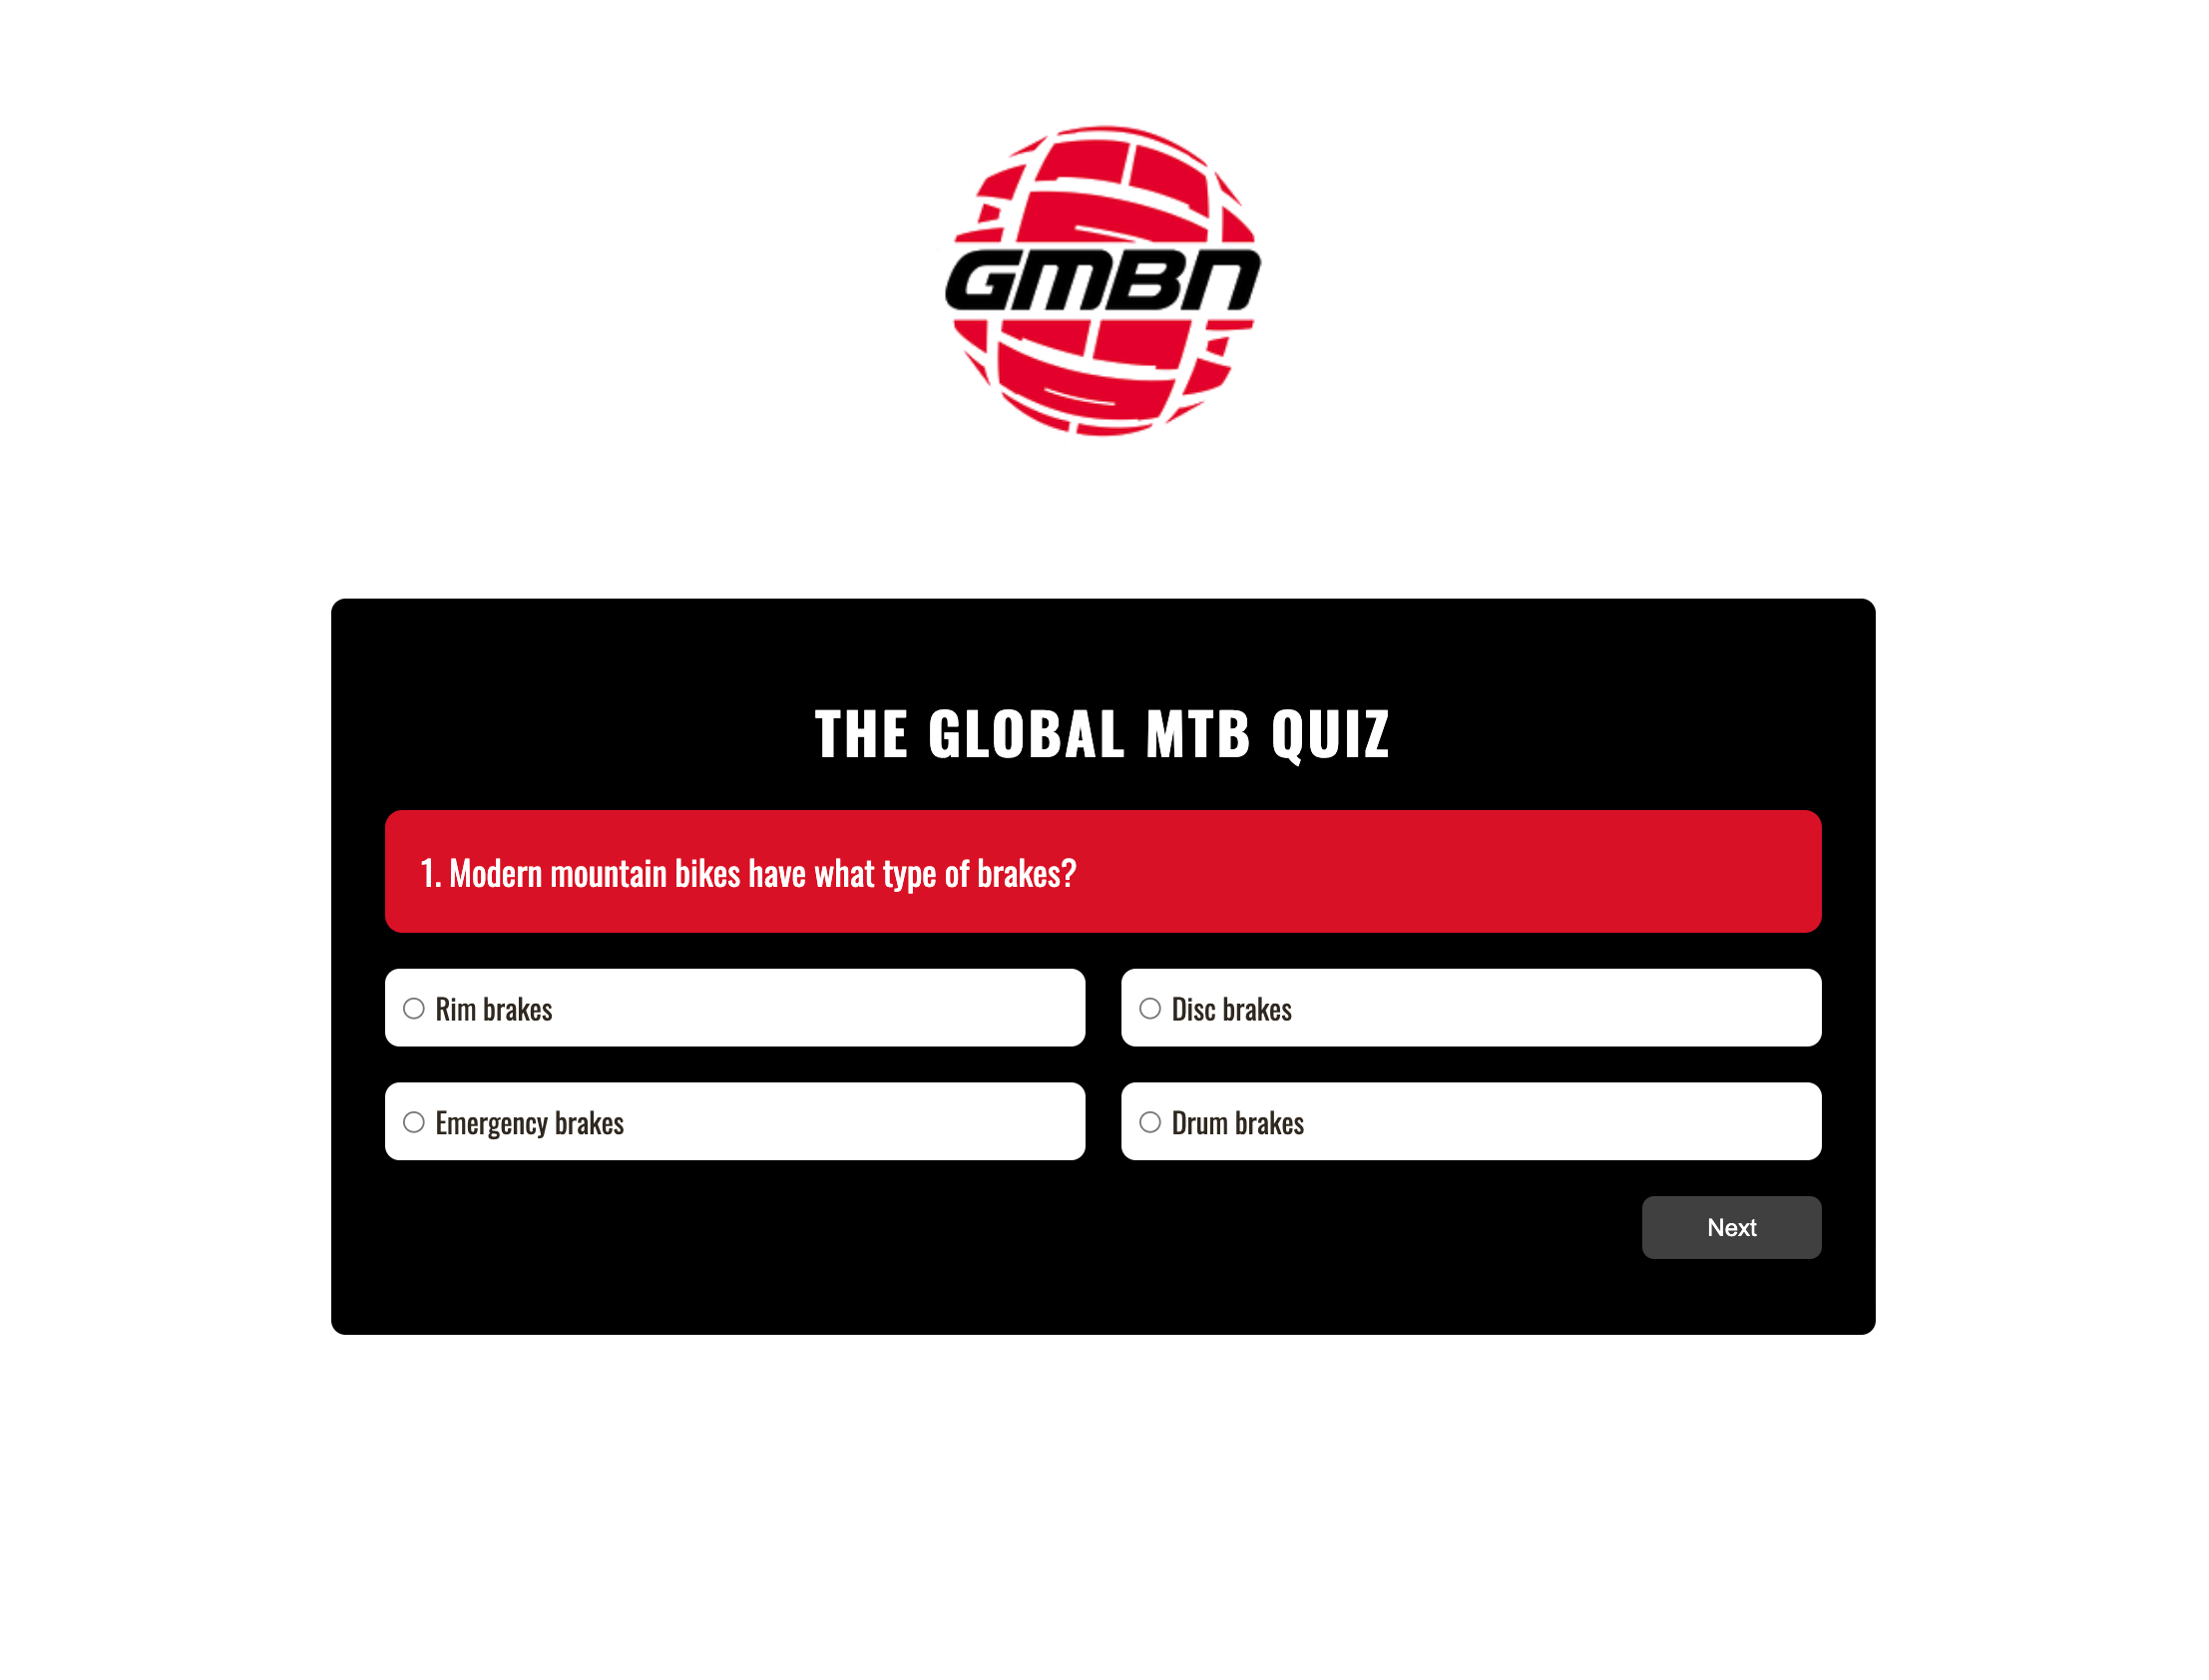 GMBN
THE GLOBAL MTB QUIZ
1. Modern mountain bikes have what type of brakes?
Rim brakes
Disc brakes
Emergency brakes
Drum brakes
Next